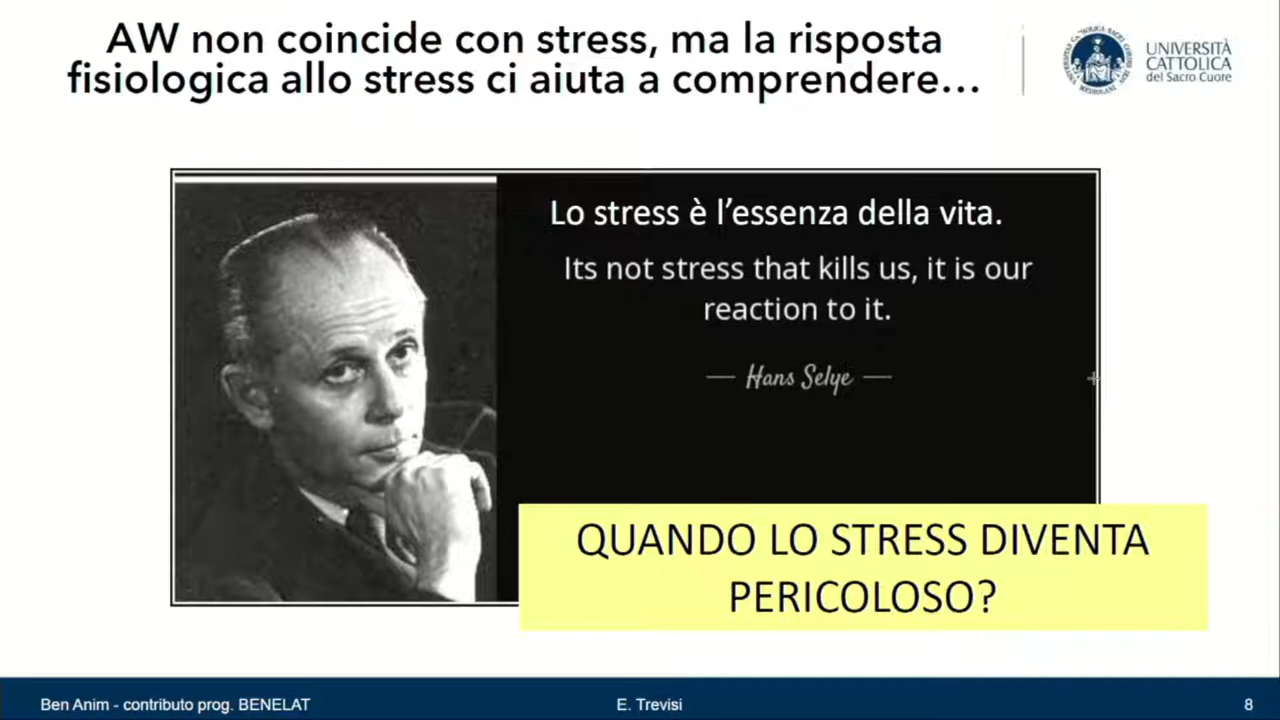 AW non coincide con stress, ma la risposta
fisiologica allo stress ci aiuta a comprendere...
UNIVERSITÀ
CATTOLICA
del Sacro Cuore
Lo stress è l’essenza della vita.
Its not stress that kills us, it is our
reaction to it.
— Hans Selye —
QUANDO LO STRESS DIVENTA
PERICOLOSO?
Ben Anim - contributo prog. BENELAT
E. Trevisi
8